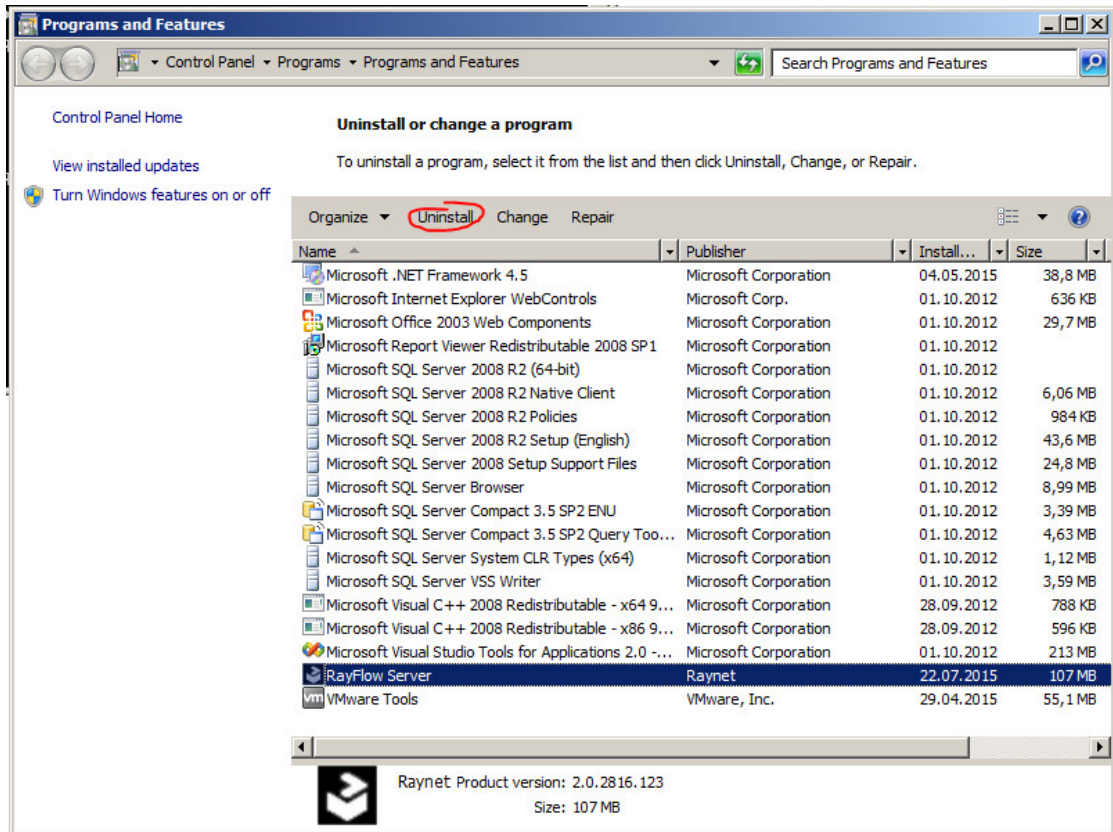 Programs and Features
Control Panel Programs Programs and Features Search Programs and Features
Control Panel Home
View installed updates
Turn Windows features on or off
Uninstall or change a program
To uninstall a program, select it from the list and then click Uninstall, Change, or Repair.
Organize Uninstall Change Repair
Name Publisher Install... Size
Microsoft .NET Framework 4.5 Microsoft Corporation 04.05.2015 38,8 MB
Microsoft Internet Explorer WebControls Microsoft Corp. 01.10.2012 636 KB
Microsoft Office 2003 Web Components Microsoft Corporation 01.10.2012 29,7 MB
Microsoft Report Viewer Redistributable 2008 SP1 Microsoft Corporation 01.10.2012
Microsoft SQL Server 2008 R2 (64-bit) Microsoft Corporation 01.10.2012
Microsoft SQL Server 2008 R2 Native Client Microsoft Corporation 01.10.2012 6,06 MB
Microsoft SQL Server 2008 R2 Policies Microsoft Corporation 01.10.2012 984 KB
Microsoft SQL Server 2008 R2 Setup (English) Microsoft Corporation 01.10.2012 43,6 MB
Microsoft SQL Server 2008 Setup Support Files Microsoft Corporation 01.10.2012 24,8 MB
Microsoft SQL Server Browser Microsoft Corporation 01.10.2012 8,99 MB
Microsoft SQL Server Compact 3.5 SP2 ENU Microsoft Corporation 01.10.2012 3,39 MB
Microsoft SQL Server Compact 3.5 SP2 Query Too... Microsoft Corporation 01.10.2012 4,63 MB
Microsoft SQL Server System CLR Types (x64) Microsoft Corporation 01.10.2012 1,12 MB
Microsoft SQL Server VSS Writer Microsoft Corporation 01.10.2012 3,59 MB
Microsoft Visual C++ 2008 Redistributable - x64 9... Microsoft Corporation 28.09.2012 788 KB
Microsoft Visual C++ 2008 Redistributable - x86 9... Microsoft Corporation 28.09.2012 596 KB
Microsoft Visual Studio Tools for Applications 2.0 -... Microsoft Corporation 01.10.2012 213 MB
RayFlow Server Raynet 22.07.2015 107 MB
vm VMware Tools VMware, Inc. 29.04.2015 55,1 MB
Raynet Product version: 2.0.2816.123
Size: 107 MB